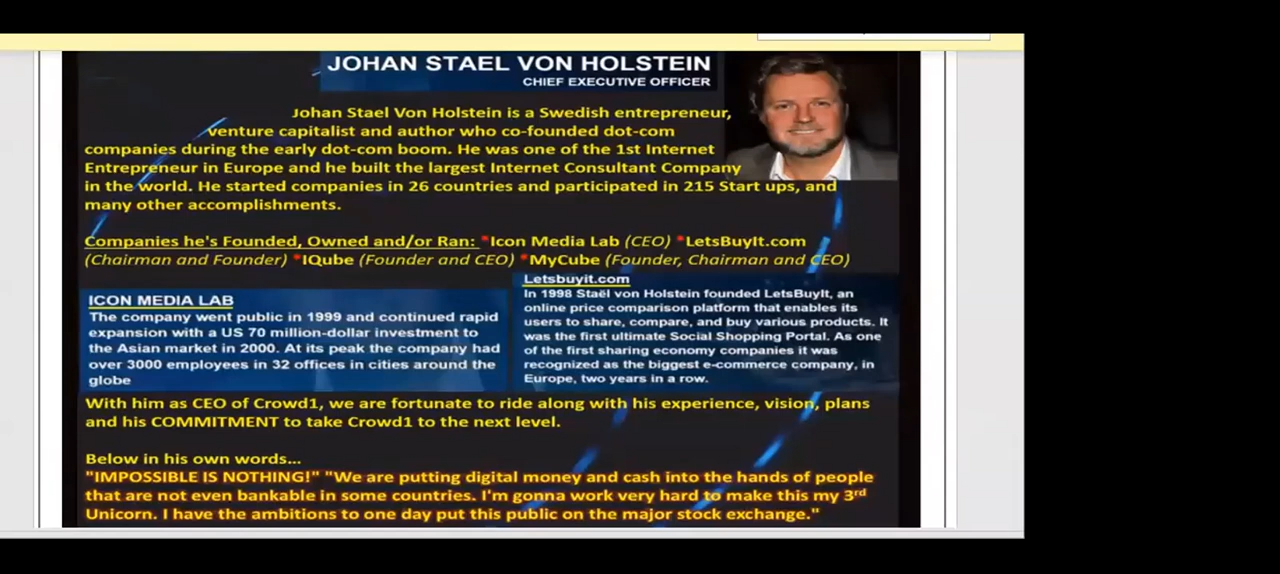 JOHAN STAEL VON HOLSTEIN
CHIEF EXECUTIVE OFFICER
Johan Stael Von Holstein is a Swedish entrepreneur,
venture capitalist and author who co-founded dot-com
companies during the early dot-com boom. He was one of the 1st Internet
Entrepreneur in Europe and he built the largest Internet Consultant Company
in the world. He started companies in 26 countries and participated in 215 Start ups, and
many other accomplishments.
Companies he's Founded, Owned and/or Ran: *Icon Media Lab (CEO) *LetsBuyIt.com
(Chairman and Founder) *IQube (Founder and CEO) *MyCube (Founder, Chairman and CEO)
ICON MEDIA LAB
The company went public in 1999 and continued rapid
expansion with a US 70 million-dollar investment to
the Asian market in 2000. At its peak the company had
over 3000 employees in 32 offices in cities around the
globe
Letsbuyit.com
In 1998 Staël von Holstein founded LetsBuyIt, an
online price comparison platform that enables its
users to share, compare, and buy various products. It
was the first ultimate Social Shopping Portal. As one
of the first sharing economy companies it was
recognized as the biggest e-commerce company, in
Europe, two years in a row.
With him as CEO of Crowd1, we are fortunate to ride along with his experience, vision, plans
and his COMMITMENT to take Crowd1 to the next level.
Below in his own words...
"IMPOSSIBLE IS NOTHING!" "We are putting digital money and cash into the hands of people
that are not even bankable in some countries. I'm gonna work very hard to make this my 3rd
Unicorn. I have the ambitions to one day put this public on the major stock exchange."